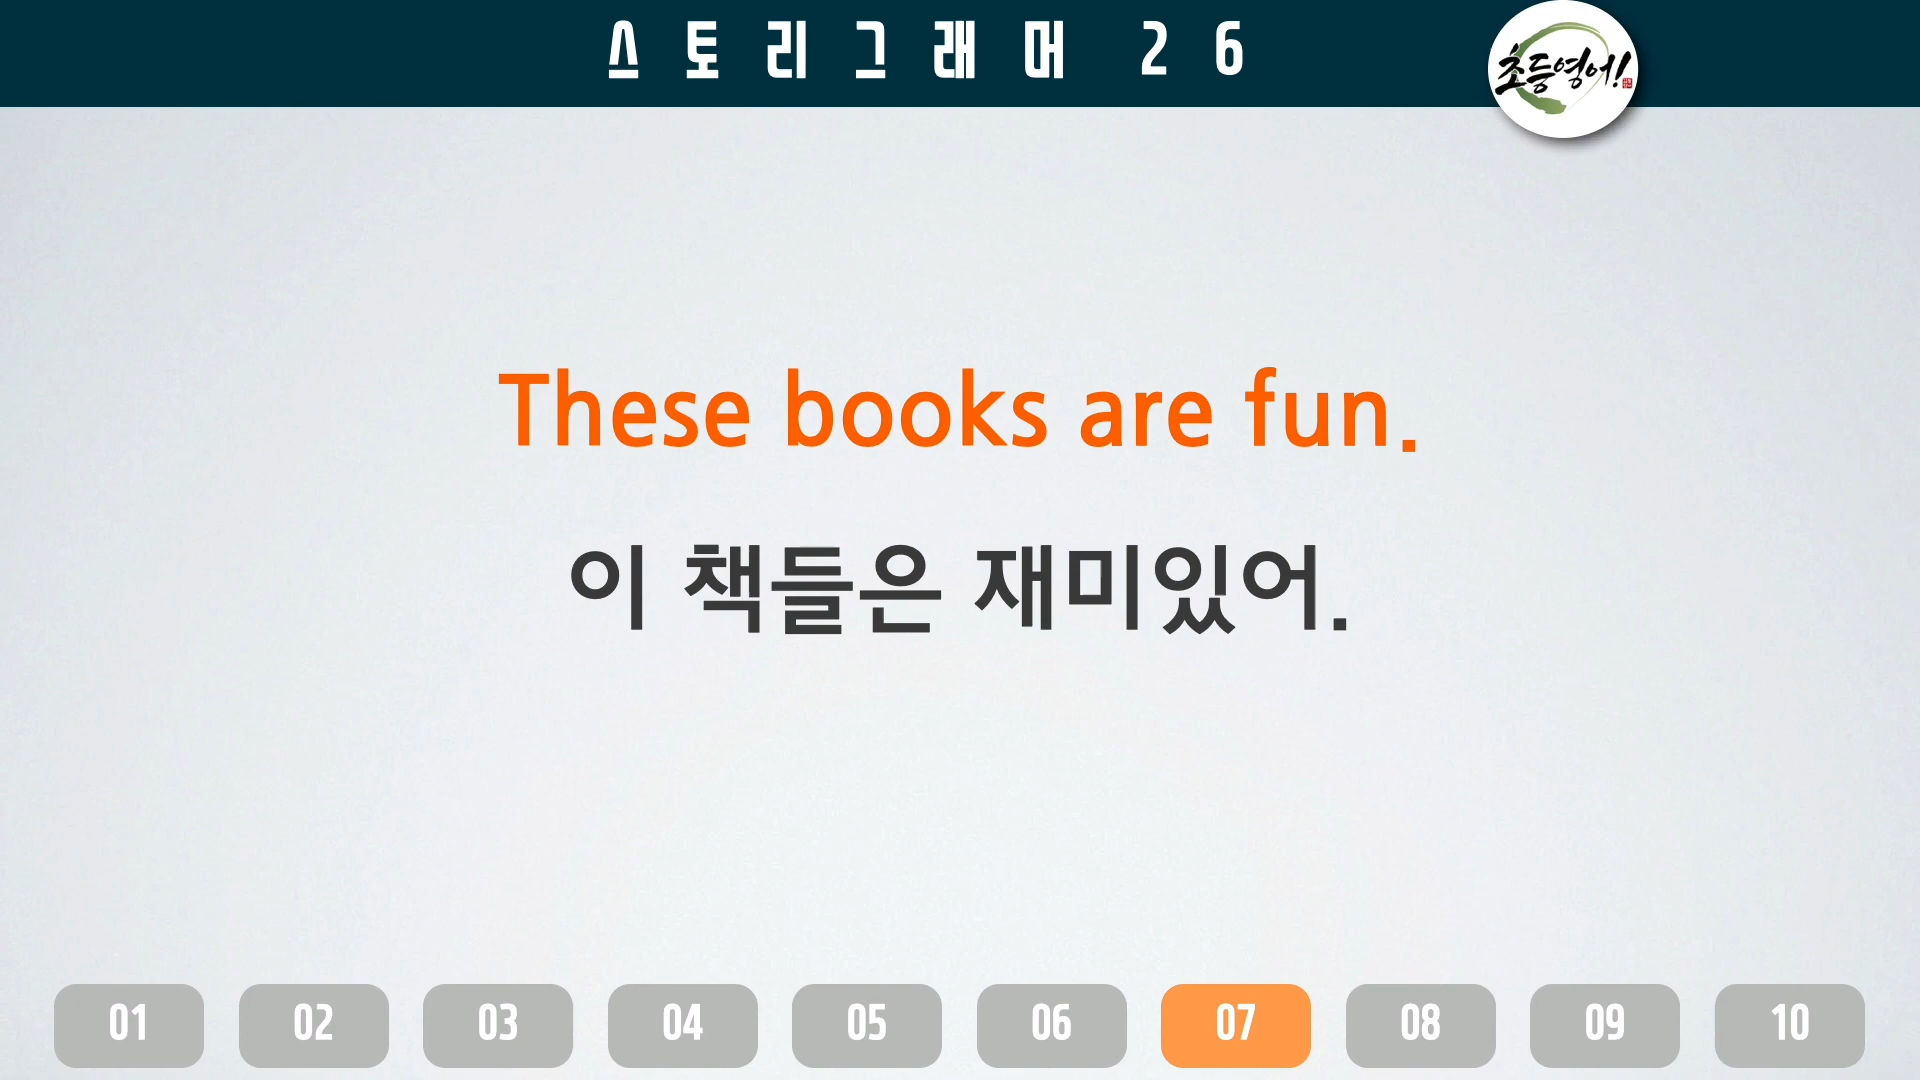 스토리그래머 26
초등영어!
These books are fun.
이 책들은 재미있어.
01 02 03 04 05 06 07 08 09 10